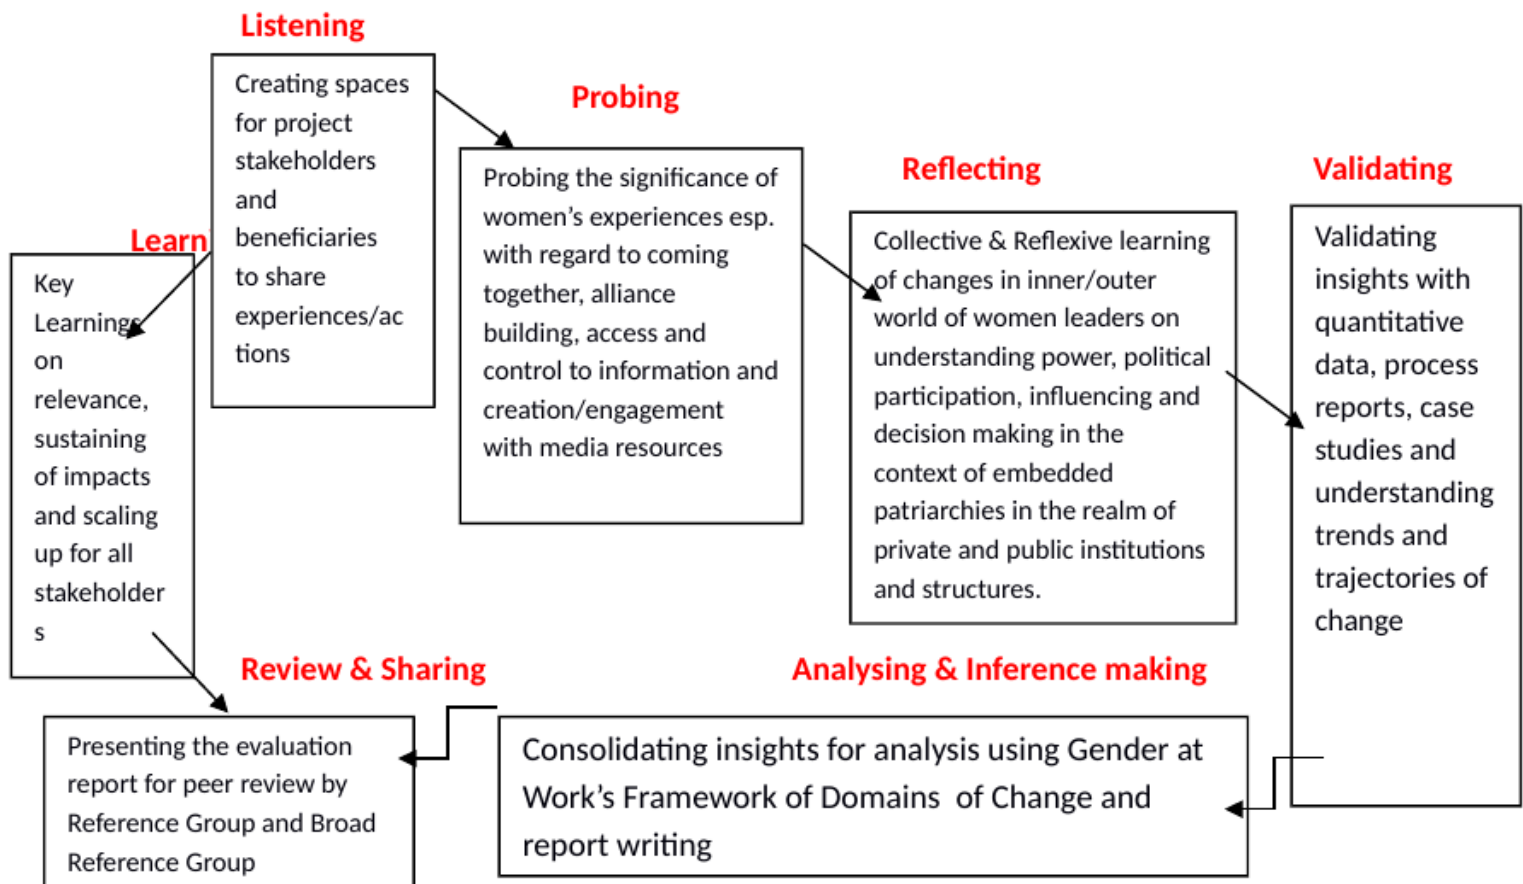 Listening
Creating spaces
for project
stakeholders
and
beneficiaries
to share
experiences/ac
tions
Probing
Probing the significance of
women’s experiences esp.
with regard to coming
together, alliance
building, access and
control to information and
creation/engagement
with media resources
Reflecting
Collective & Reflexive learning
of changes in inner/outer
world of women leaders on
understanding power, political
participation, influencing and
decision making in the
context of embedded
patriarchies in the realm of
private and public institutions
and structures.
Validating
Validating
insights with
quantitative
data, process
reports, case
studies and
understanding
trends and
trajectories of
change
Learn
Key
Learnings
on
relevance,
sustaining
of impacts
and scaling
up for all
stakeholder
s
Review & Sharing
Presenting the evaluation
report for peer review by
Reference Group and Broad
Reference Group
Analysing & Inference making
Consolidating insights for analysis using Gender at
Work’s Framework of Domains  of Change and
report writing